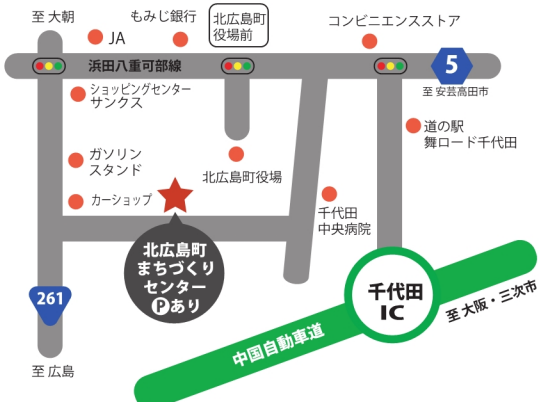 至 大朝
JA
もみじ銀行
北広島町
役場前
コンビニエンスストア
浜田八重可部線
5
至 安芸高田市
ショッピングセンター
サンクス
道の駅
舞ロード千代田
ガソリン
スタンド
北広島町役場
カーショップ
千代田
中央病院
北広島町
まちづくり
センター
Pあり
261
千代田
IC
至 大阪・三次市
中国自動車道
至 広島